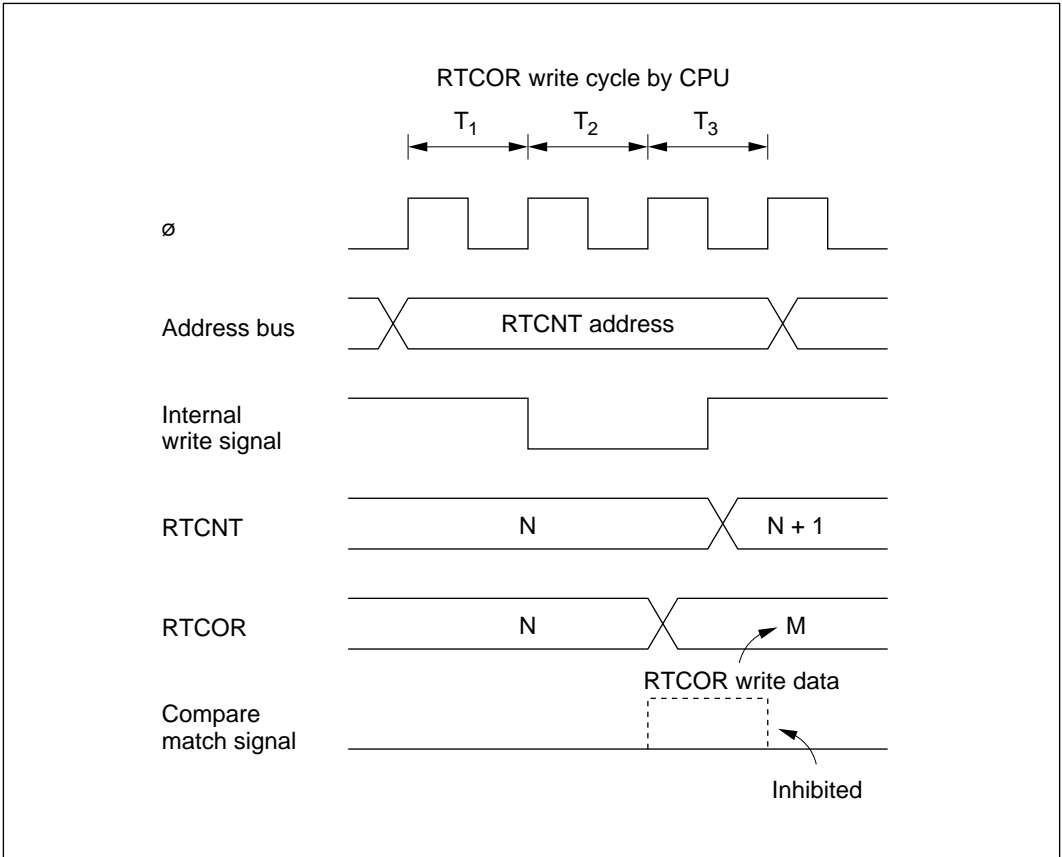 RTCOR write cycle by CPU
T1 T2 T3
ø
Address bus RTCNT address
Internal
write signal
RTCNT N N + 1
RTCOR N M
RTCOR write data
Compare
match signal
Inhibited